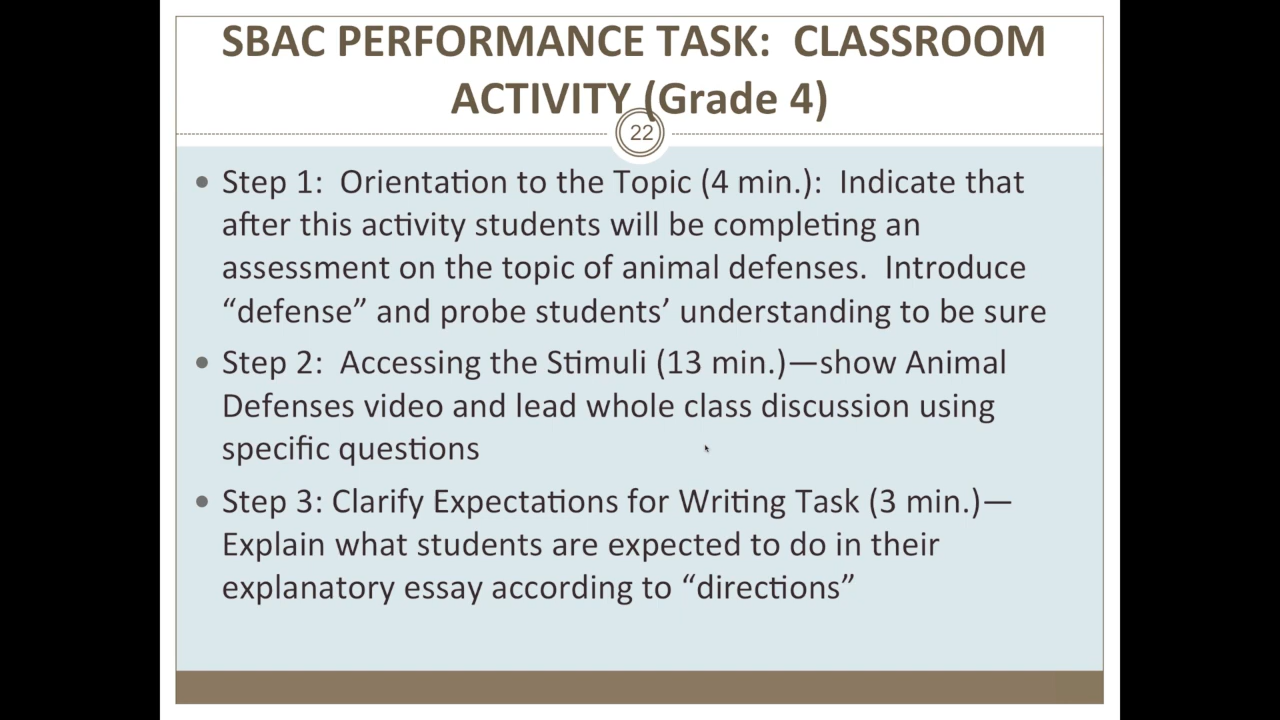 SBAC PERFORMANCE TASK:  CLASSROOM
ACTIVITY (Grade 4)
22
• Step 1:  Orientation to the Topic (4 min.):  Indicate that
after this activity students will be completing an
assessment on the topic of animal defenses.  Introduce
“defense” and probe students’ understanding to be sure
• Step 2:  Accessing the Stimuli (13 min.)—show Animal
Defenses video and lead whole class discussion using
specific questions
• Step 3: Clarify Expectations for Writing Task (3 min.)—
Explain what students are expected to do in their
explanatory essay according to “directions”